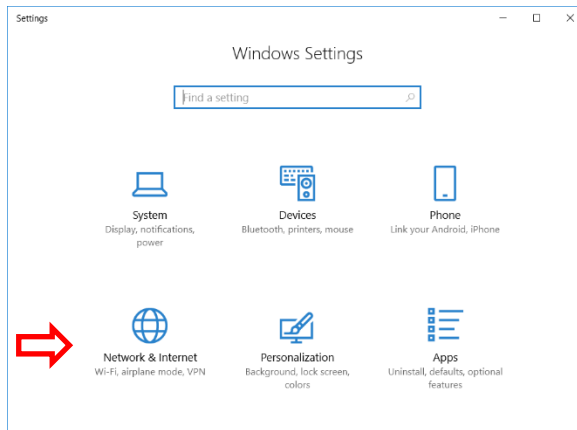 Settings
Windows Settings
Find a setting
System
Display, notifications,
power
Devices
Bluetooth, printers, mouse
Phone
Link your Android, iPhone
Network & Internet
Wi-Fi, airplane mode, VPN
Personalization
Background, lock screen,
colors
Apps
Uninstall, defaults, optional
features